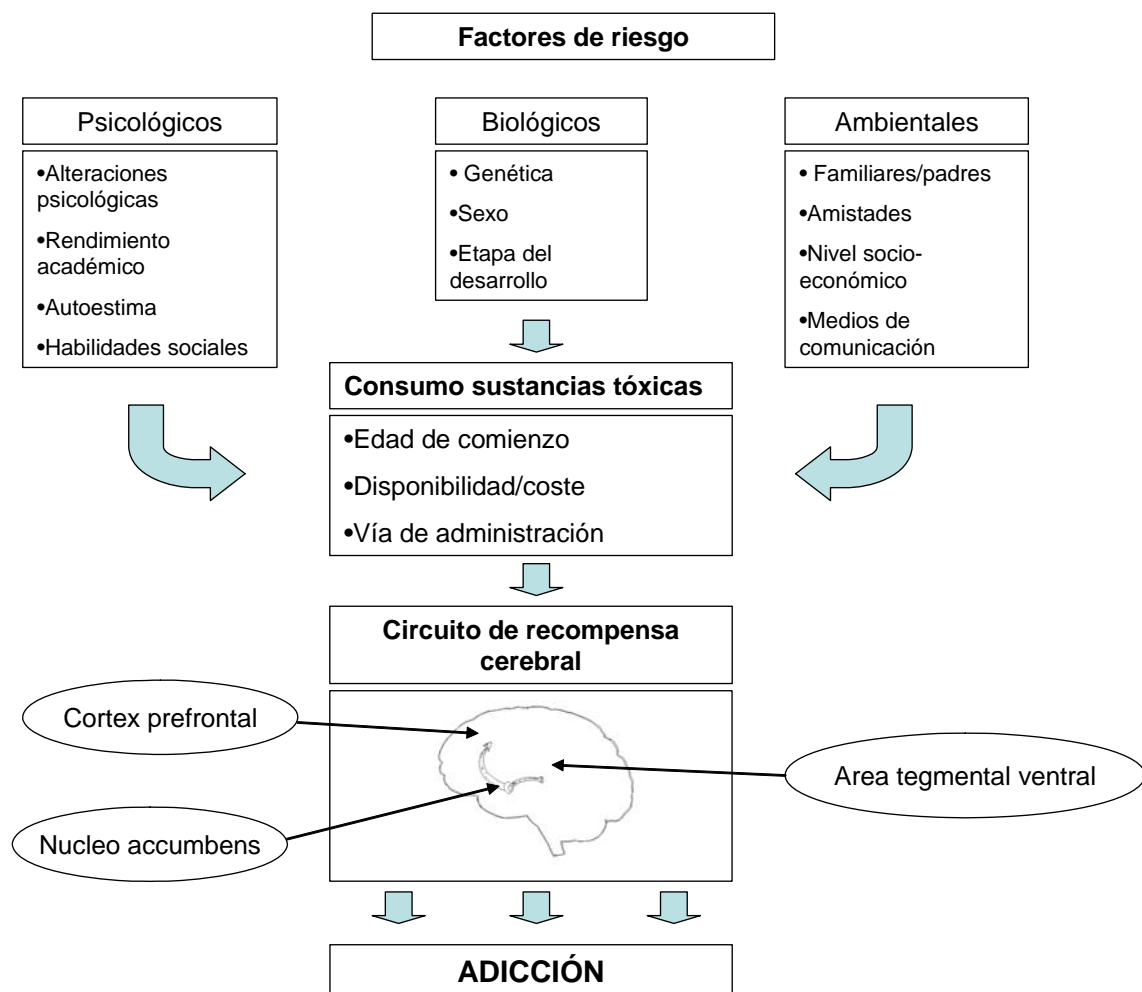 Factores de riesgo
Psicológicos
•Alteraciones
psicológicas
•Rendimiento
académico
•Autoestima
•Habilidades sociales
Biológicos
• Genética
•Sexo
•Etapa del
desarrollo
Ambientales
• Familiares/padres
•Amistades
•Nivel socio-
económico
•Medios de
comunicación
Consumo sustancias tóxicas
•Edad de comienzo
•Disponibilidad/coste
•Vía de administración
Circuito de recompensa
cerebral
Cortex prefrontal
Area tegmental ventral
Nucleo accumbens
ADICCIÓN